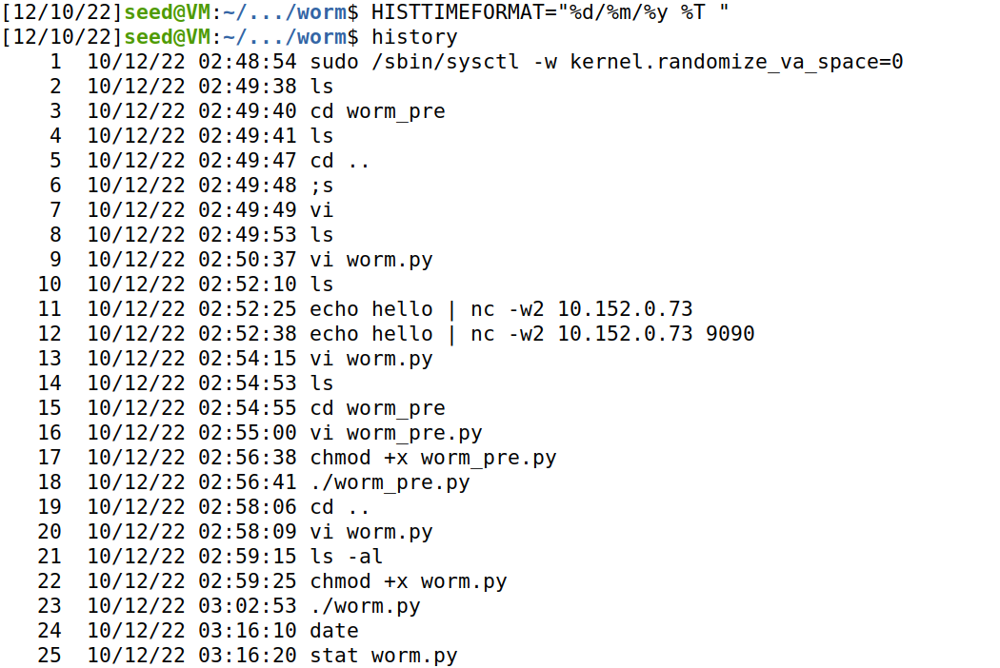 [12/10/22]seed@VM:~/.../worm$ HISTTIMEFORMAT="%d/%m/%y %T "
[12/10/22]seed@VM:~/.../worm$ history
1 10/12/22 02:48:54 sudo /sbin/sysctl -w kernel.randomize_va_space=0
2 10/12/22 02:49:38 ls
3 10/12/22 02:49:40 cd worm_pre
4 10/12/22 02:49:41 ls
5 10/12/22 02:49:47 cd ..
6 10/12/22 02:49:48 ;s
7 10/12/22 02:49:49 vi
8 10/12/22 02:49:53 ls
9 10/12/22 02:50:37 vi worm.py
10 10/12/22 02:52:10 ls
11 10/12/22 02:52:25 echo hello | nc -w2 10.152.0.73
12 10/12/22 02:52:38 echo hello | nc -w2 10.152.0.73 9090
13 10/12/22 02:54:15 vi worm.py
14 10/12/22 02:54:53 ls
15 10/12/22 02:54:55 cd worm_pre
16 10/12/22 02:55:00 vi worm_pre.py
17 10/12/22 02:56:38 chmod +x worm_pre.py
18 10/12/22 02:56:41 ./worm_pre.py
19 10/12/22 02:58:06 cd ..
20 10/12/22 02:58:09 vi worm.py
21 10/12/22 02:59:15 ls -al
22 10/12/22 02:59:25 chmod +x worm.py
23 10/12/22 03:02:53 ./worm.py
24 10/12/22 03:16:10 date
25 10/12/22 03:16:20 stat worm.py